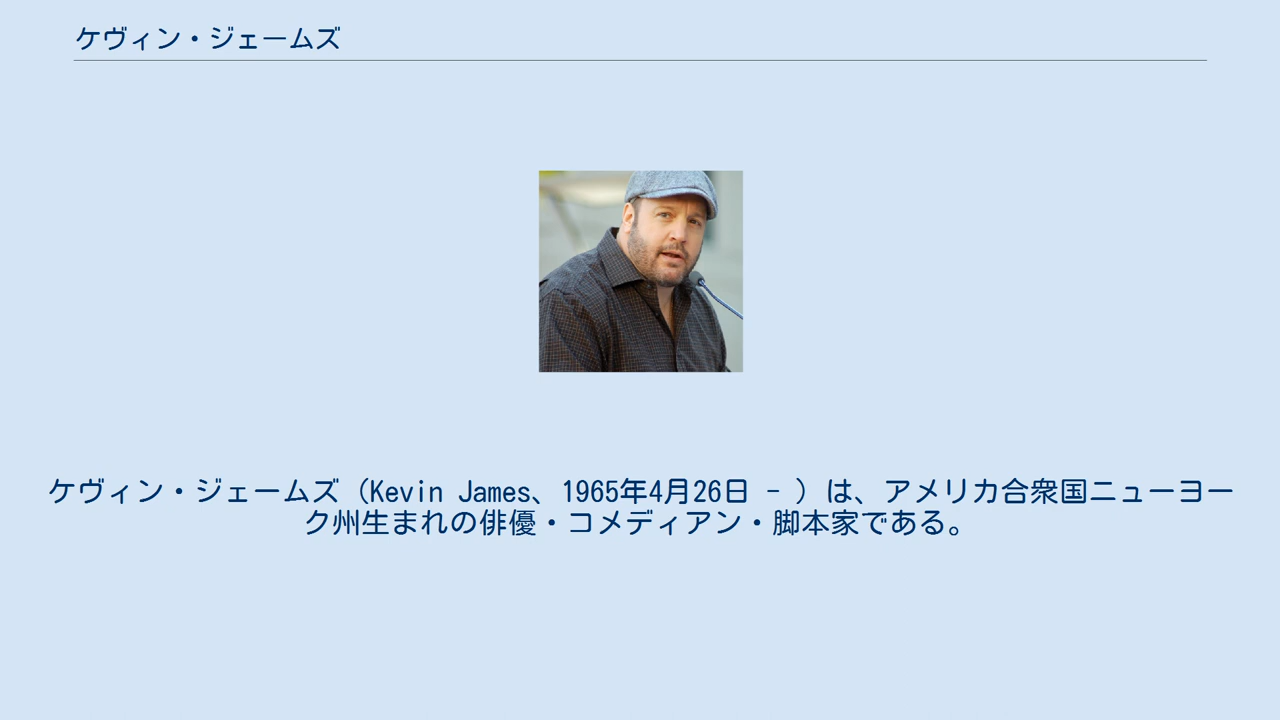 ケヴィン・ジェームズ
ケヴィン・ジェームズ（Kevin James、1965年4月26日 - ）は、アメリカ合衆国ニューヨー
ク州生まれの俳優・コメディアン・脚本家である。